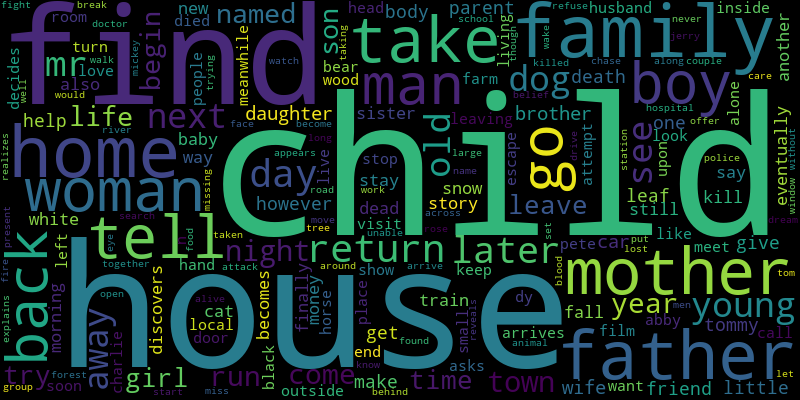 fight
break
doctor
room
head
body
parent
school
refuse
husband
inside
find
new
died
named
taking
wake
though
never
jerry
door
begin
mr
turn
walk
love
also
decides
well
watch
people
trying
meanwhile
son
take
living
family
killed
chase
along
couple
another
bear
wood
farm
dog
death
man
boy
care
would
mickey
help
life
next
daughter
sister
leaving
brother
belief
hospital
alone
one
look
offer
eventually
without
window
home
river
baby
face
become
long
old
escape
drive
attempt
station
see
upon
police
say
dream
realizes
way
missing
day
appears
live
stop
large
name
go
child
woman
road
stay
snow
story
leaf
still
kill
white
however
work
dead
visit
across
rose
leave
like
meet
give
present
search
tell
move
tree
unable
set
pete
car
put
lost
back
left
eye
taken
food
night
return
later
mother
fire
together
hand
attack
around
arrive
show
keep
blood
tom
men
explains
morning
open
discovers
alive
cat
becomes
finally
money
horse
place
house
train
small
reveals
dy
animal
fall
year
young
charlie
local
door
black
get
found
arrives
film
abby
tommy
call
away
end
know
asks
father
try
soon
forest
girl
run
come
make
time
town
wife
want
friend
little
let
group
start
miss
outside
behind